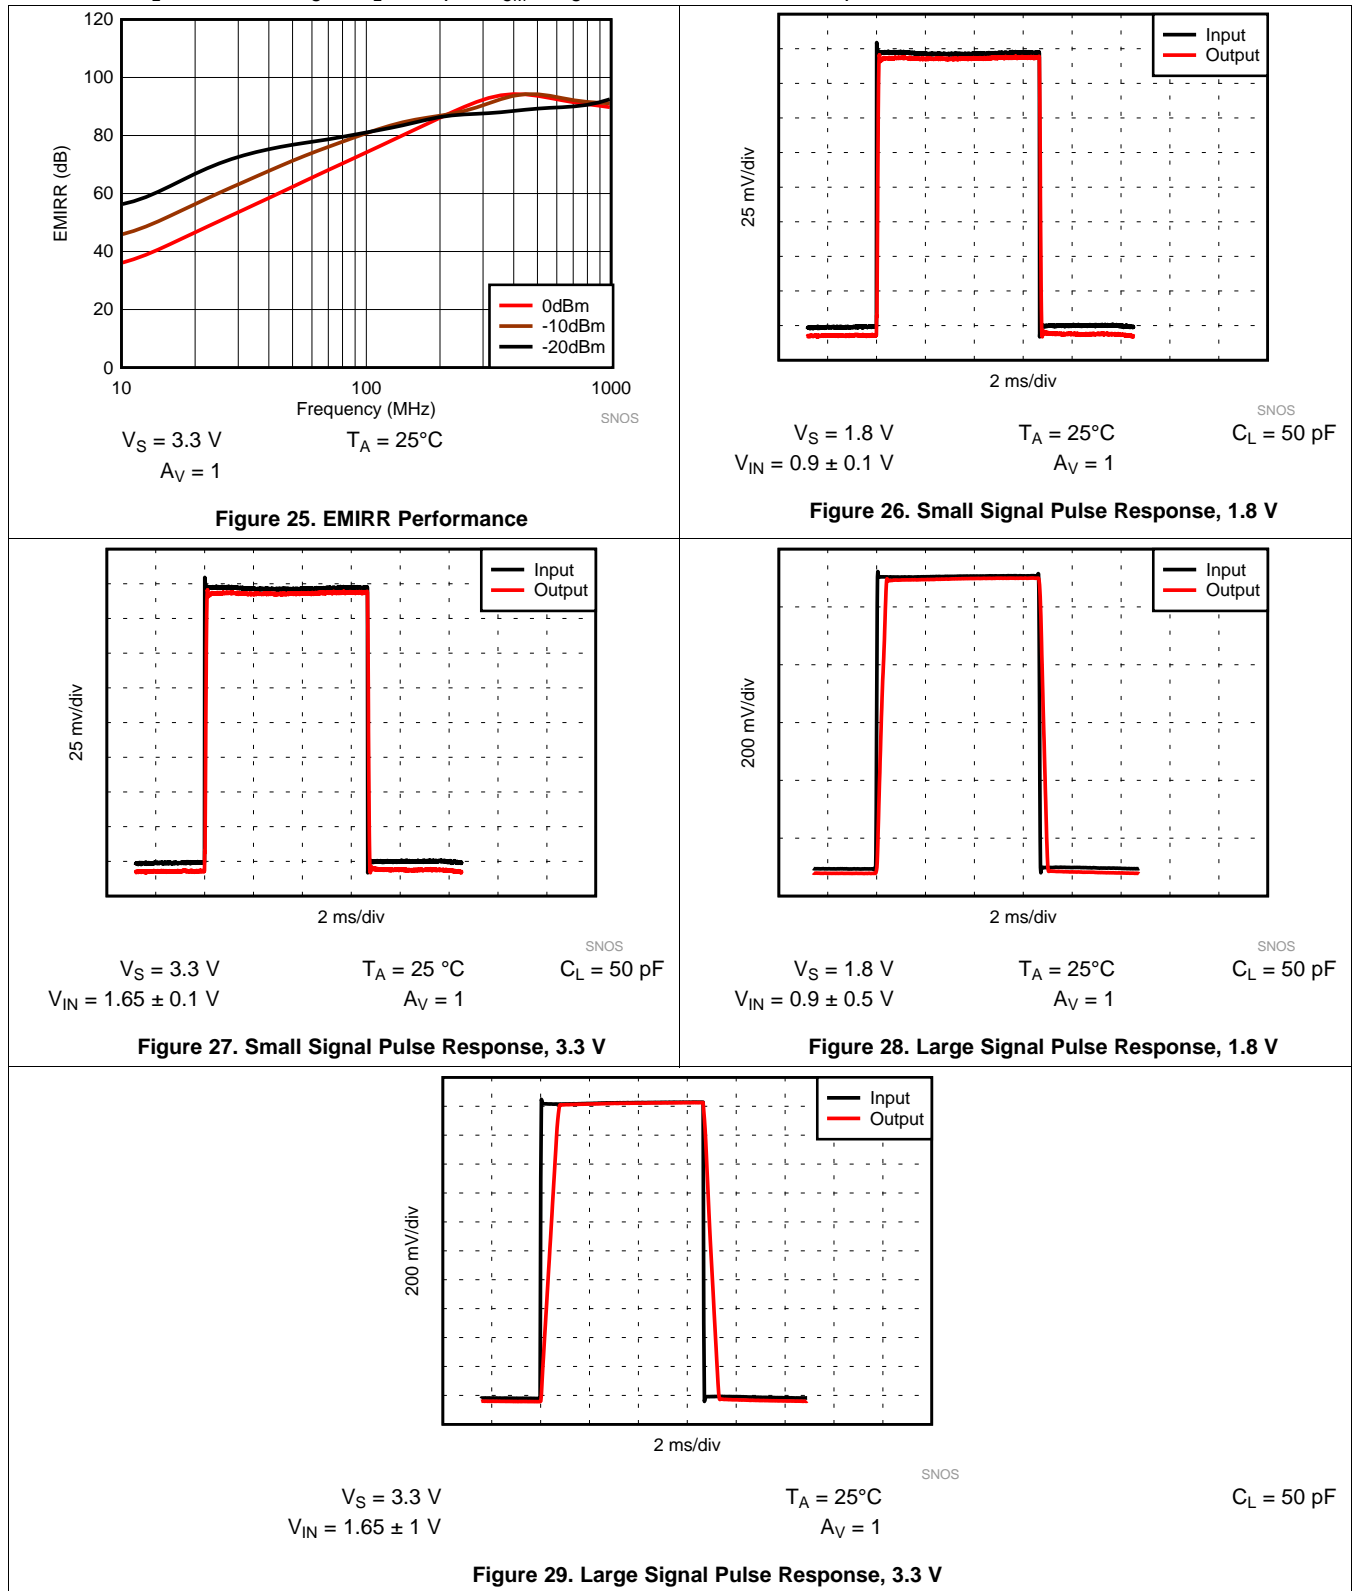 120
100
80
60
40
20
0
EMIRR (dB)
0dBm
-10dBm
-20dBm
10 100 1000
Frequency (MHz)
SNOS
VS = 3.3 V TA = 25°C
AV = 1
Figure 25. EMIRR Performance
Input
Output
25 mV/div
2 ms/div
SNOS
VS = 1.8 V TA = 25°C CL = 50 pF
VIN = 0.9 ± 0.1 V AV = 1
Figure 26. Small Signal Pulse Response, 1.8 V
Input
Output
25 mv/div
2 ms/div
SNOS
VS = 3.3 V TA = 25 °C CL = 50 pF
VIN = 1.65 ± 0.1 V AV = 1
Figure 27. Small Signal Pulse Response, 3.3 V
Input
Output
200 mV/div
2 ms/div
SNOS
VS = 1.8 V TA = 25°C CL = 50 pF
VIN = 0.9 ± 0.5 V AV = 1
Figure 28. Large Signal Pulse Response, 1.8 V
Input
Output
200 mV/div
2 ms/div
SNOS
VS = 3.3 V TA = 25°C CL = 50 pF
VIN = 1.65 ± 1 V AV = 1
Figure 29. Large Signal Pulse Response, 3.3 V